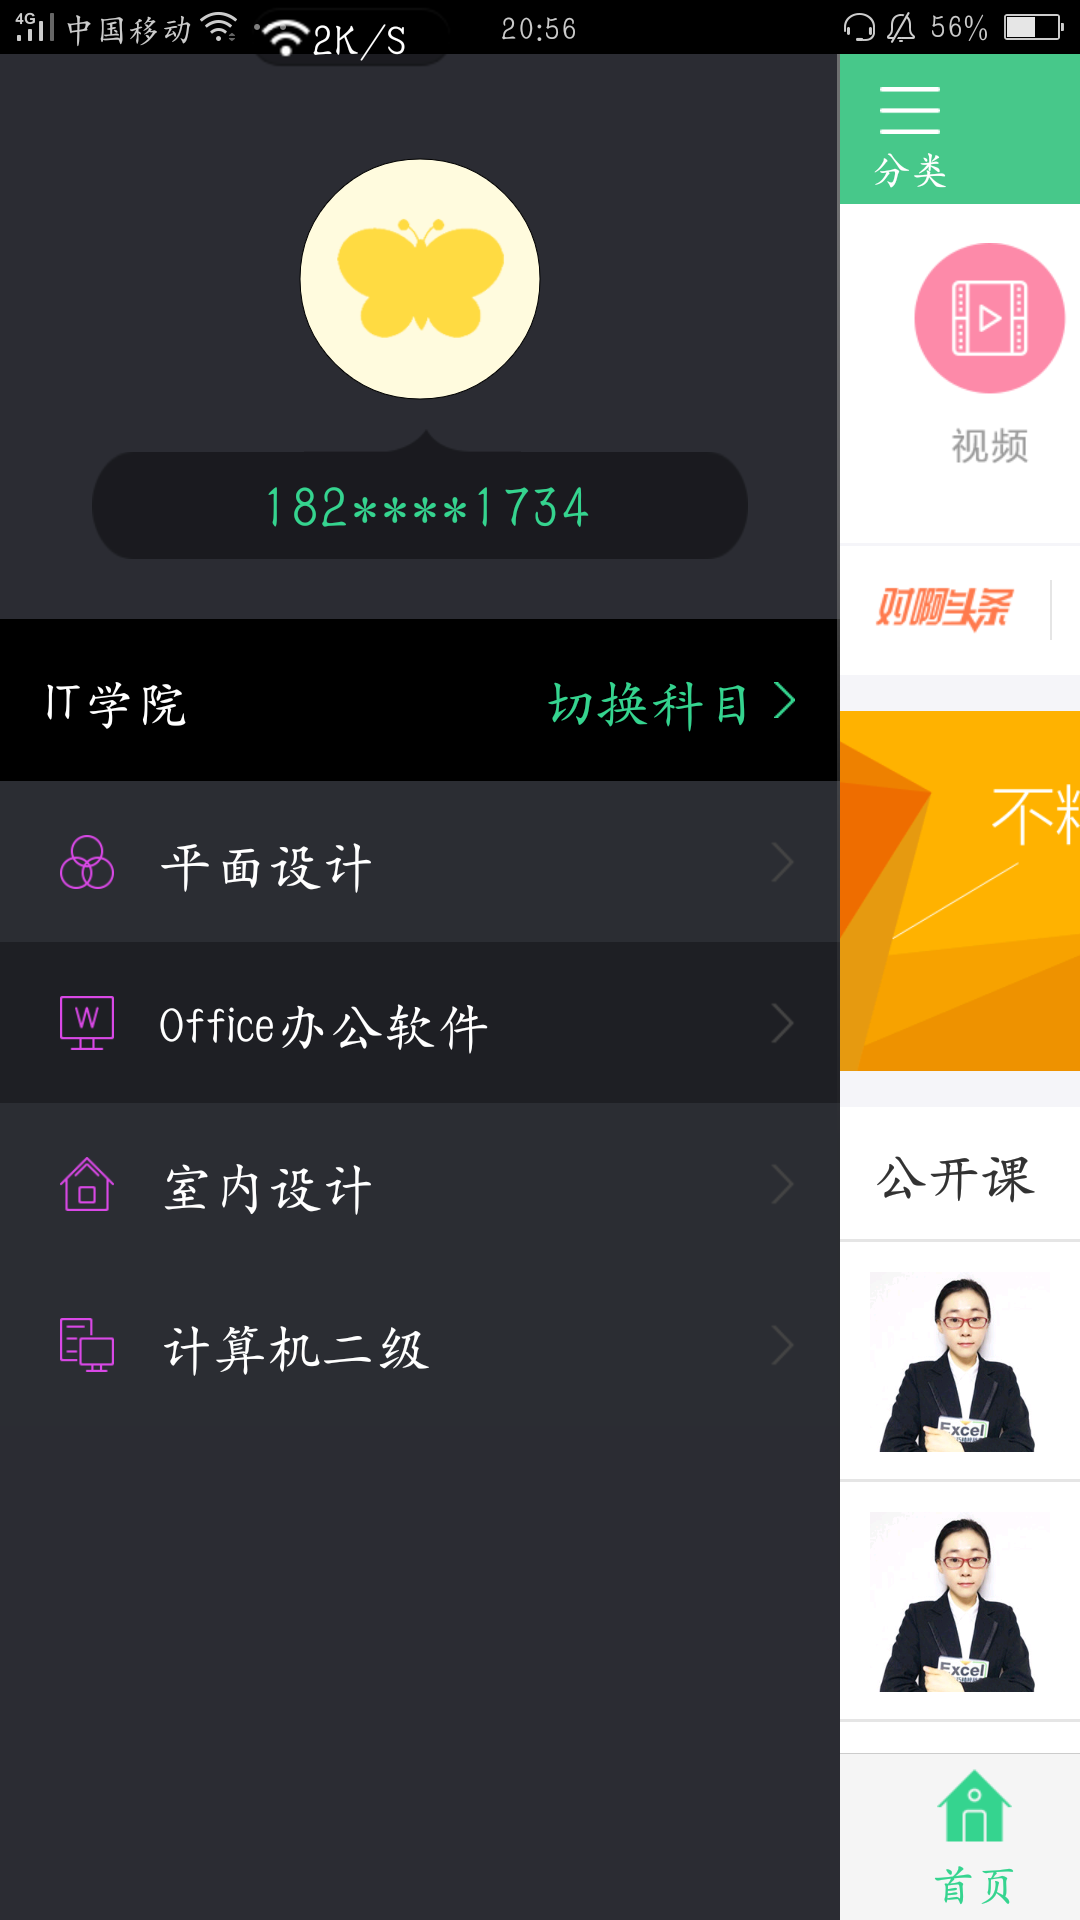 4G 中国移动 2K/S 20:56 56%
分类
视频
182****1734
对啊头条
IT学院 切换科目
不
平面设计
W Office办公软件
公开课
室内设计
计算机二级
Excel
Excel
首页